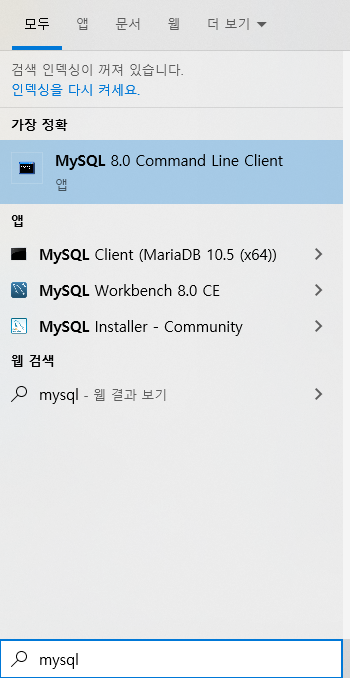 모두 앱 문서 웹 더 보기
검색 인덱싱이 꺼져 있습니다.
인덱싱을 다시 켜세요.
가장 정확
MySQL 8.0 Command Line Client
앱
앱
MySQL Client (MariaDB 10.5 (x64))
MySQL Workbench 8.0 CE
MySQL Installer - Community
웹 검색
mysql - 웹 결과 보기
mysql